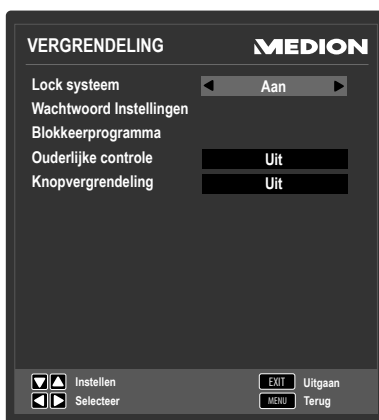 VERGRENDELING MEDION
Lock systeem Aan
Wachtwoord Instellingen
Blokkeerprogramma
Ouderlijke controle Uit
Knopvergrendeling Uit
Instellen EXIT Uitgaan
Selecteer MENU Terug